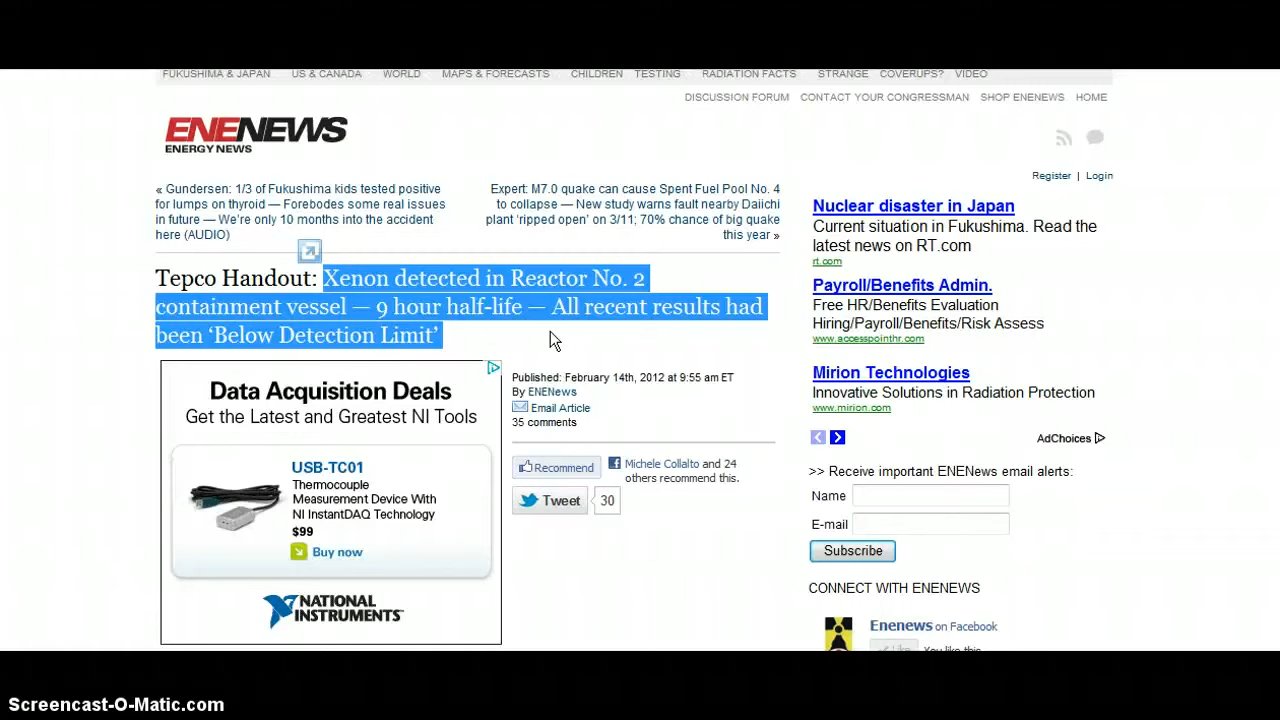 FUKUSHIMA & JAPAN US & CANADA WORLD MAPS & FORECASTS CHILDREN TESTING RADIATION FACTS STRANGE COVERUPS? VIDEO
DISCUSSION FORUM CONTACT YOUR CONGRESSMAN SHOP ENENEWS HOME
ENENEWS
ENERGY NEWS
Register | Login
« Gundersen: 1/3 of Fukushima kids tested positive
for lumps on thyroid — Forebodes some real issues
in future — We're only 10 months into the accident
here (AUDIO)
Expert: M7.0 quake can cause Spent Fuel Pool No. 4
to collapse — New study warns fault nearby Daiichi
plant 'ripped open' on 3/11; 70% chance of big quake
this year »
Tepco Handout: Xenon detected in Reactor No. 2
containment vessel — 9 hour half-life — All recent results had
been ‘Below Detection Limit’
Data Acquisition Deals
Get the Latest and Greatest NI Tools
USB-TC01
Thermocouple
Measurement Device With
NI InstantDAQ Technology
$99
Buy now
NATIONAL
INSTRUMENTS
Published: February 14th, 2012 at 9:55 am ET
By ENENews
Email Article
35 comments
Recommend
Michele Collalto and 24
others recommend this.
Tweet 30
Nuclear disaster in Japan
Current situation in Fukushima. Read the
latest news on RT.com
rt.com
Payroll/Benefits Admin.
Free HR/Benefits Evaluation
Hiring/Payroll/Benefits/Risk Assess
www.accesspointhr.com
Mirion Technologies
Innovative Solutions in Radiation Protection
www.mirion.com
AdChoices
>> Receive important ENENews email alerts:
Name
E-mail
Subscribe
CONNECT WITH ENENEWS
Enenews on Facebook
Like You like this.
Screencast-O-Matic.com